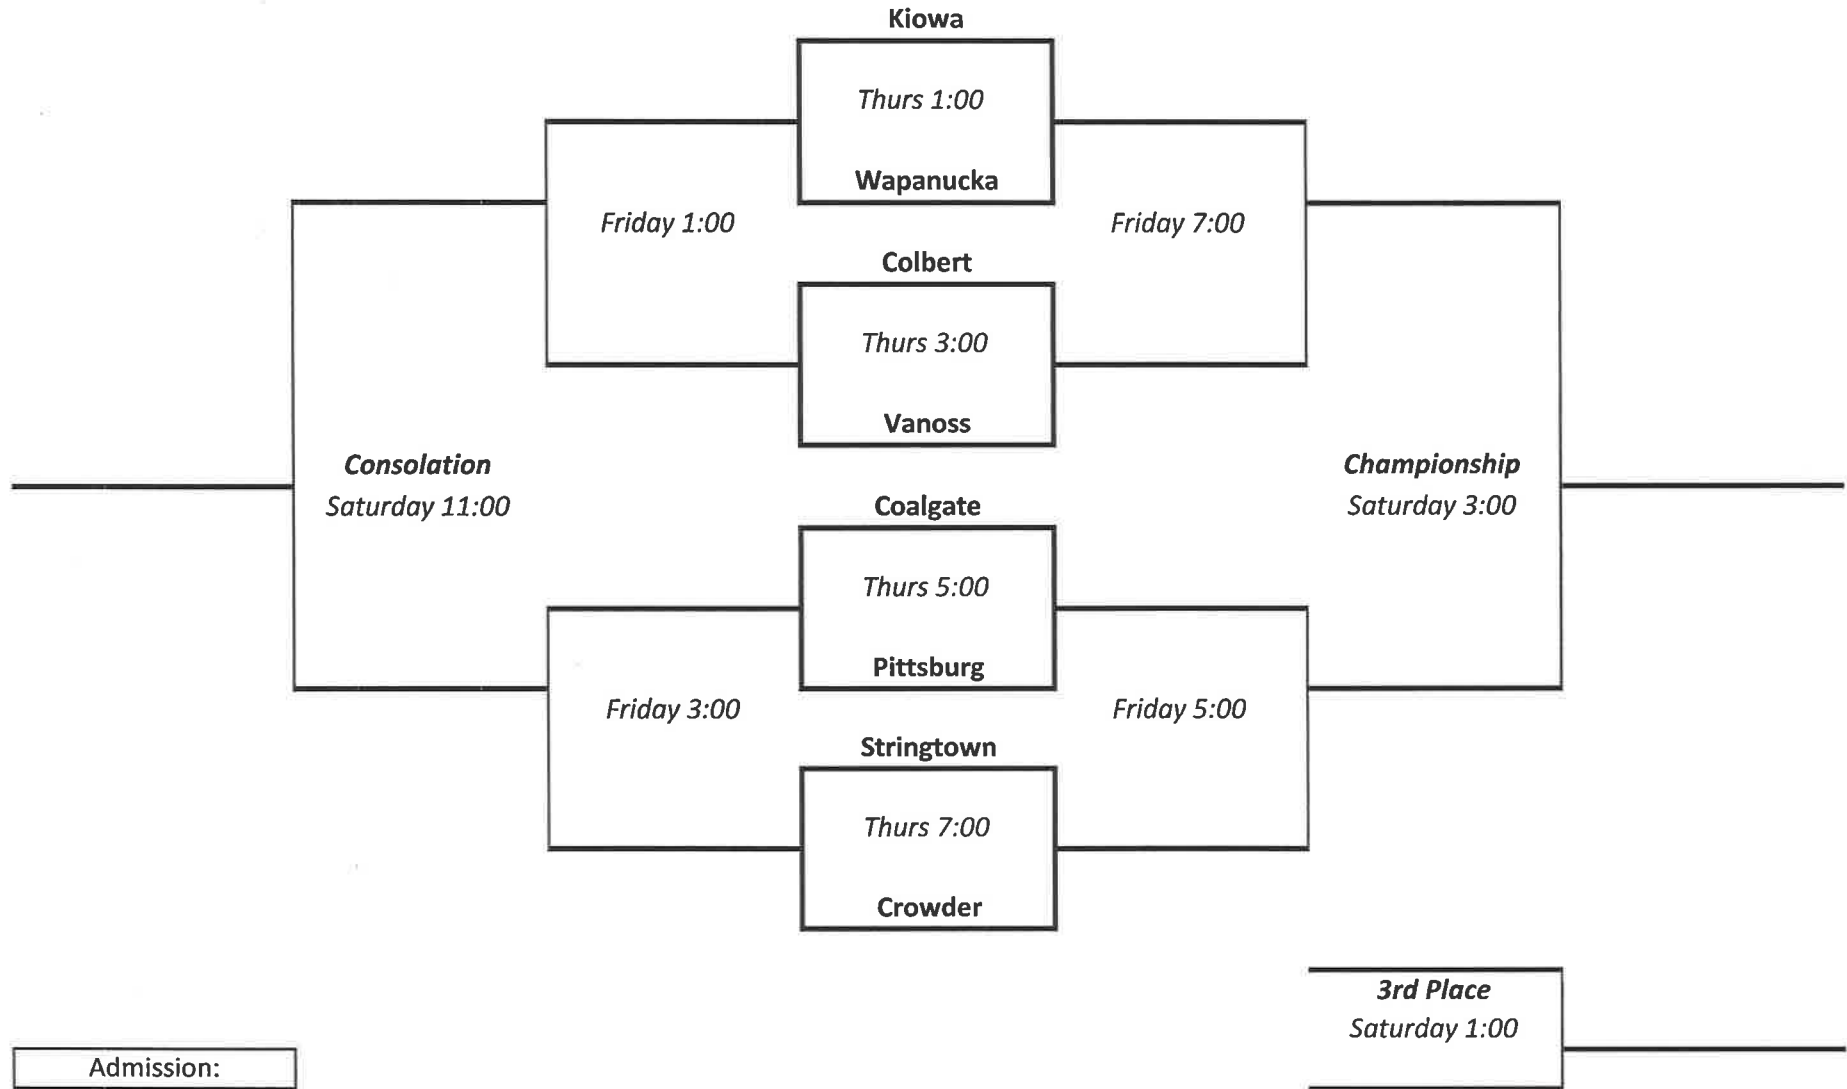 Kiowa
Thurs 1:00
Wapanucka
Friday 1:00
Friday 7:00
Colbert
Thurs 3:00
Vanoss
Consolation
Saturday 11:00
Championship
Saturday 3:00
Coalgate
Thurs 5:00
Pittsburg
Friday 3:00
Friday 5:00
Stringtown
Thurs 7:00
Crowder
3rd Place
Saturday 1:00
Admission: